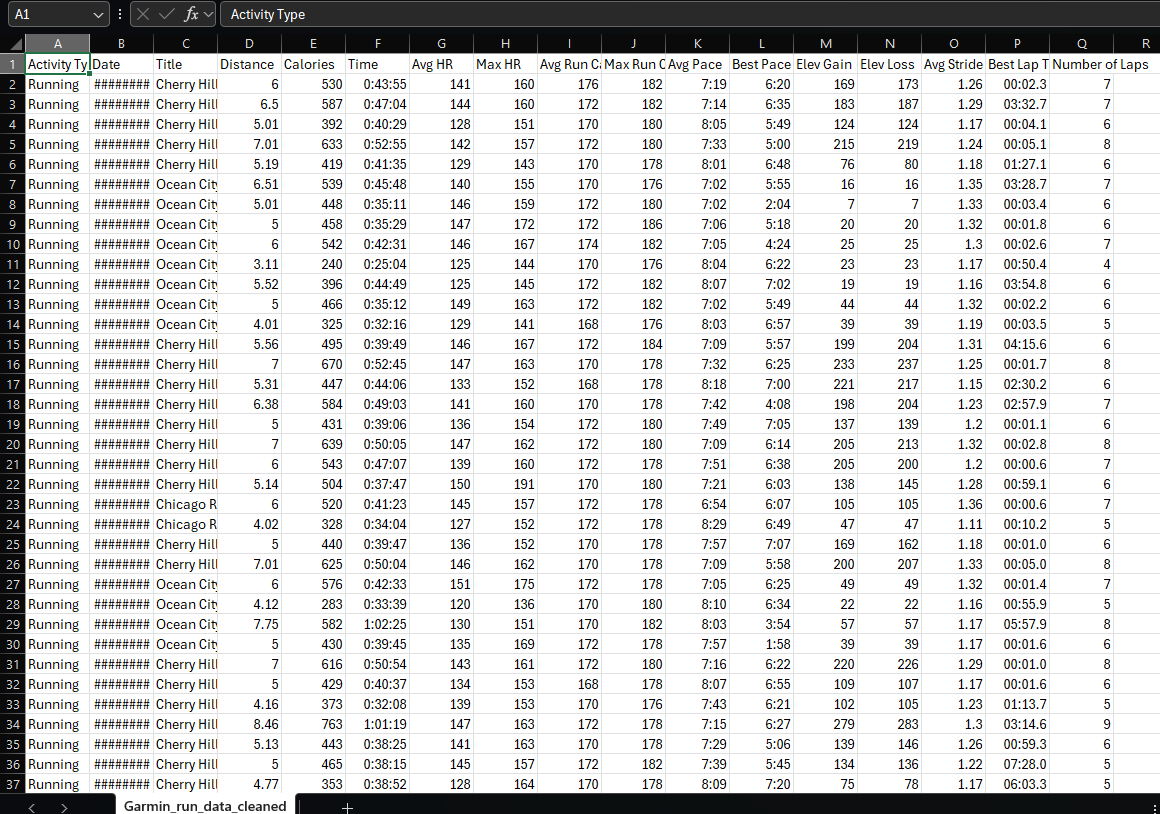 A1 fx Activity Type
A B C D E F G H I J K L M N O P Q R
1 Activity Ty Date Title Distance Calories Time Avg HR Max HR Avg Run Ca Max Run C Avg Pace Best Pace Elev Gain Elev Loss Avg Stride Best Lap T Number of Laps
2 Running ######## Cherry Hill 6 530 0:43:55 141 160 176 182 7:19 6:20 169 173 1.26 00:02.3 7
3 Running ######## Cherry Hill 6.5 587 0:47:04 144 160 172 182 7:14 6:35 183 187 1.29 03:32.7 7
4 Running ######## Cherry Hill 5.01 392 0:40:29 128 151 170 180 8:05 5:49 124 124 1.17 00:04.1 6
5 Running ######## Cherry Hill 7.01 633 0:52:55 142 157 172 180 7:33 5:00 215 219 1.24 00:05.1 8
6 Running ######## Cherry Hill 5.19 419 0:41:35 129 143 170 170 8:01 6:48 76 80 1.18 01:27.1 6
7 Running ######## Ocean City 6.51 539 0:45:48 140 155 170 176 7:02 5:55 16 16 1.35 03:28.7 7
8 Running ######## Ocean City 5.01 448 0:35:11 146 159 172 180 7:02 2:04 7 7 1.33 00:03.4 6
9 Running ######## Ocean City 5 458 0:35:29 147 172 172 186 7:06 5:18 20 20 1.32 00:01.8 6
10 Running ######## Ocean City 6 542 0:42:31 146 167 174 182 7:05 4:24 25 25 1.3 00:02.6 7
11 Running ######## Ocean City 3.11 240 0:25:04 125 144 170 176 8:04 6:22 23 23 1.17 00:50.4 4
12 Running ######## Ocean City 5.52 396 0:44:49 125 145 172 182 8:07 7:02 19 19 1.16 03:54.8 6
13 Running ######## Ocean City 5 466 0:35:12 149 163 172 182 7:02 5:49 44 44 1.32 00:02.2 6
14 Running ######## Ocean City 4.01 325 0:32:16 129 141 168 176 8:03 6:57 39 39 1.19 00:03.5 5
15 Running ######## Cherry Hill 5.56 495 0:39:49 146 167 172 184 7:09 5:57 199 204 1.31 04:15.6 6
16 Running ######## Cherry Hill 7 670 0:52:45 147 163 170 178 7:32 6:25 233 237 1.25 00:01.7 8
17 Running ######## Cherry Hill 5.31 447 0:44:06 133 152 168 178 8:18 7:00 221 217 1.15 02:30.2 6
18 Running ######## Cherry Hill 6.38 584 0:49:03 141 160 170 178 7:42 4:08 198 204 1.23 02:57.9 7
19 Running ######## Cherry Hill 5 431 0:39:06 136 154 172 180 7:49 7:05 137 139 1.2 00:01.1 6
20 Running ######## Cherry Hill 7 639 0:50:05 147 162 172 180 7:09 6:14 205 213 1.32 00:02.8 8
21 Running ######## Cherry Hill 6 543 0:47:07 139 160 172 178 7:51 6:38 205 200 1.2 00:00.6 7
22 Running ######## Cherry Hill 5.14 504 0:37:47 150 191 170 180 7:21 6:03 138 145 1.28 00:59.1 6
23 Running ######## Chicago R 6 520 0:41:23 145 157 172 178 6:54 6:07 105 105 1.36 00:00.6 7
24 Running ######## Chicago R 4.02 328 0:34:04 127 152 172 178 8:29 6:49 47 47 1.11 00:10.2 5
25 Running ######## Cherry Hill 5 440 0:39:47 136 152 170 178 7:57 7:07 169 162 1.18 00:01.0 6
26 Running ######## Cherry Hill 7.01 625 0:50:04 146 162 170 178 7:09 5:58 200 207 1.33 00:05.0 8
27 Running ######## Ocean City 6 576 0:42:33 151 175 172 178 7:05 6:25 49 49 1.32 00:01.4 7
28 Running ######## Ocean City 4.12 283 0:33:39 120 136 170 180 8:10 6:34 22 22 1.16 00:55.9 5
29 Running ######## Ocean City 7.75 582 1:02:25 130 151 170 182 8:03 3:54 57 57 1.17 05:57.9 8
30 Running ######## Ocean City 5 430 0:39:45 135 169 172 172 7:57 1:58 39 39 1.17 00:01.6 6
31 Running ######## Cherry Hill 7 616 0:50:54 143 161 172 180 7:16 6:22 220 226 1.29 00:01.0 8
32 Running ######## Cherry Hill 5 429 0:40:37 134 153 168 178 8:07 6:55 109 107 1.17 00:01.6 6
33 Running ######## Cherry Hill 4.16 373 0:32:08 139 153 170 176 7:43 6:21 102 105 1.23 01:13.7 5
34 Running ######## Cherry Hill 8.46 763 1:01:19 147 163 172 178 7:15 6:27 279 283 1.3 03:14.6 9
35 Running ######## Cherry Hill 5.13 443 0:38:25 141 163 170 178 7:29 5:06 139 146 1.26 00:59.3 6
36 Running ######## Cherry Hill 5 465 0:38:15 145 157 172 182 7:39 5:45 134 136 1.22 07:28.0 5
37 Running ######## Cherry Hill 4.77 353 0:38:52 128 164 170 178 8:09 7:20 75 78 1.17 06:03.3 5
Garmin_run_data_cleaned